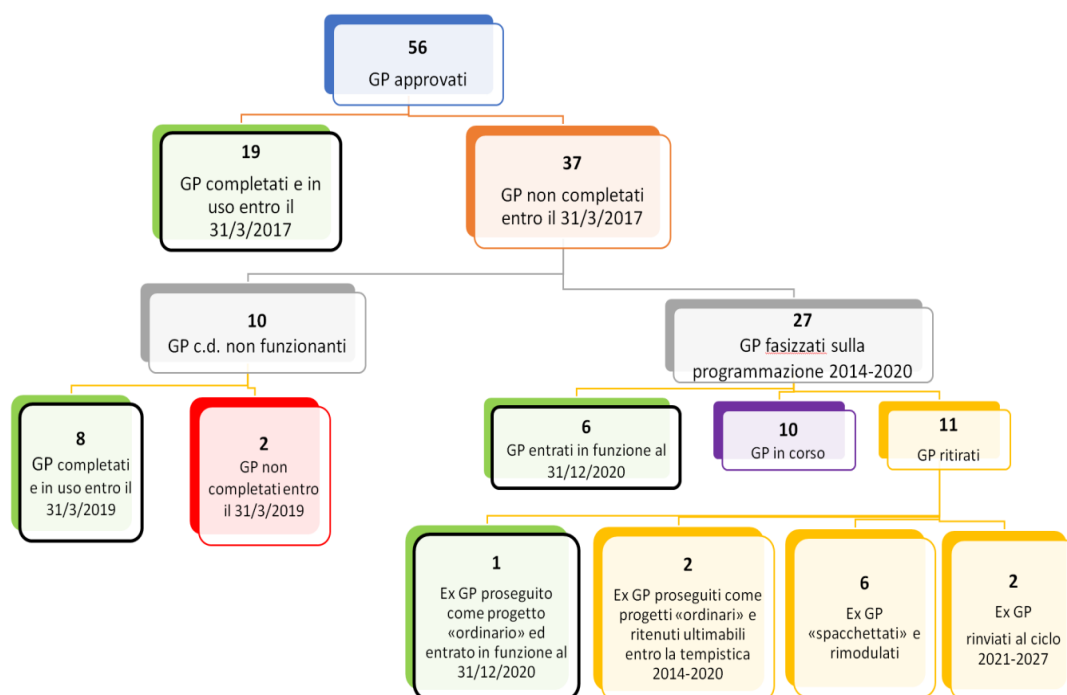 56
GP approvati
19
GP completati e in
uso entro il
31/3/2017
37
GP non completati
entro il 31/3/2017
10
GP c.d. non funzionanti
27
GP fasizzati sulla
programmazione 2014-2020
8
GP completati
e in uso entro il
31/3/2019
2
GP non
completati entro
il 31/3/2019
6
GP entrati in funzione al
31/12/2020
10
GP in corso
11
GP ritirati
1
Ex GP proseguito
come progetto
«ordinario» ed
entrato in funzione al
31/12/2020
2
Ex GP proseguiti come
progetti «ordinari» e
ritenuti ultimabili
entro la tempistica
2014-2020
6
Ex GP
«spacchettati» e
rimodulati
2
Ex GP
rinviati al ciclo
2021-2027